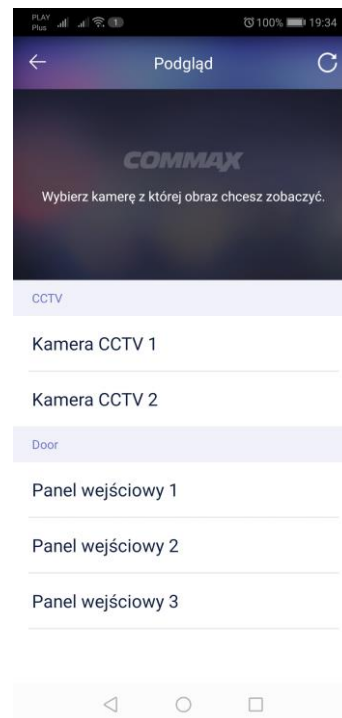 PLAY
Plus 1 100% 19:34
Podgląd
COMMAX
Wybierz kamerę z której obraz chcesz zobaczyć.
CCTV
Kamera CCTV 1
Kamera CCTV 2
Door
Panel wejściowy 1
Panel wejściowy 2
Panel wejściowy 3